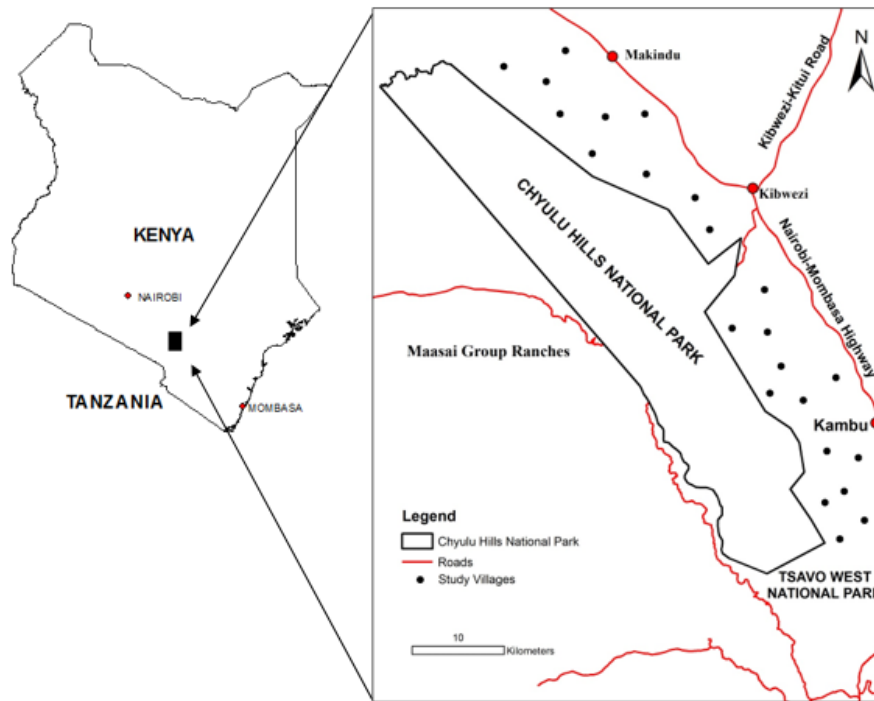 KENYA
NAIROBI
TANZANIA
MOMBASA
N
Makindu
Kibwezi-Kitui Road
Kibwezi
CHYULU HILLS NATIONAL PARK
Nairobi-Mombasa Highway
Maasai Group Ranches
Kambu
Legend
Chyulu Hills National Park
Roads
Study Villages
TSAVO WEST
NATIONAL PARK
10
Kilometers